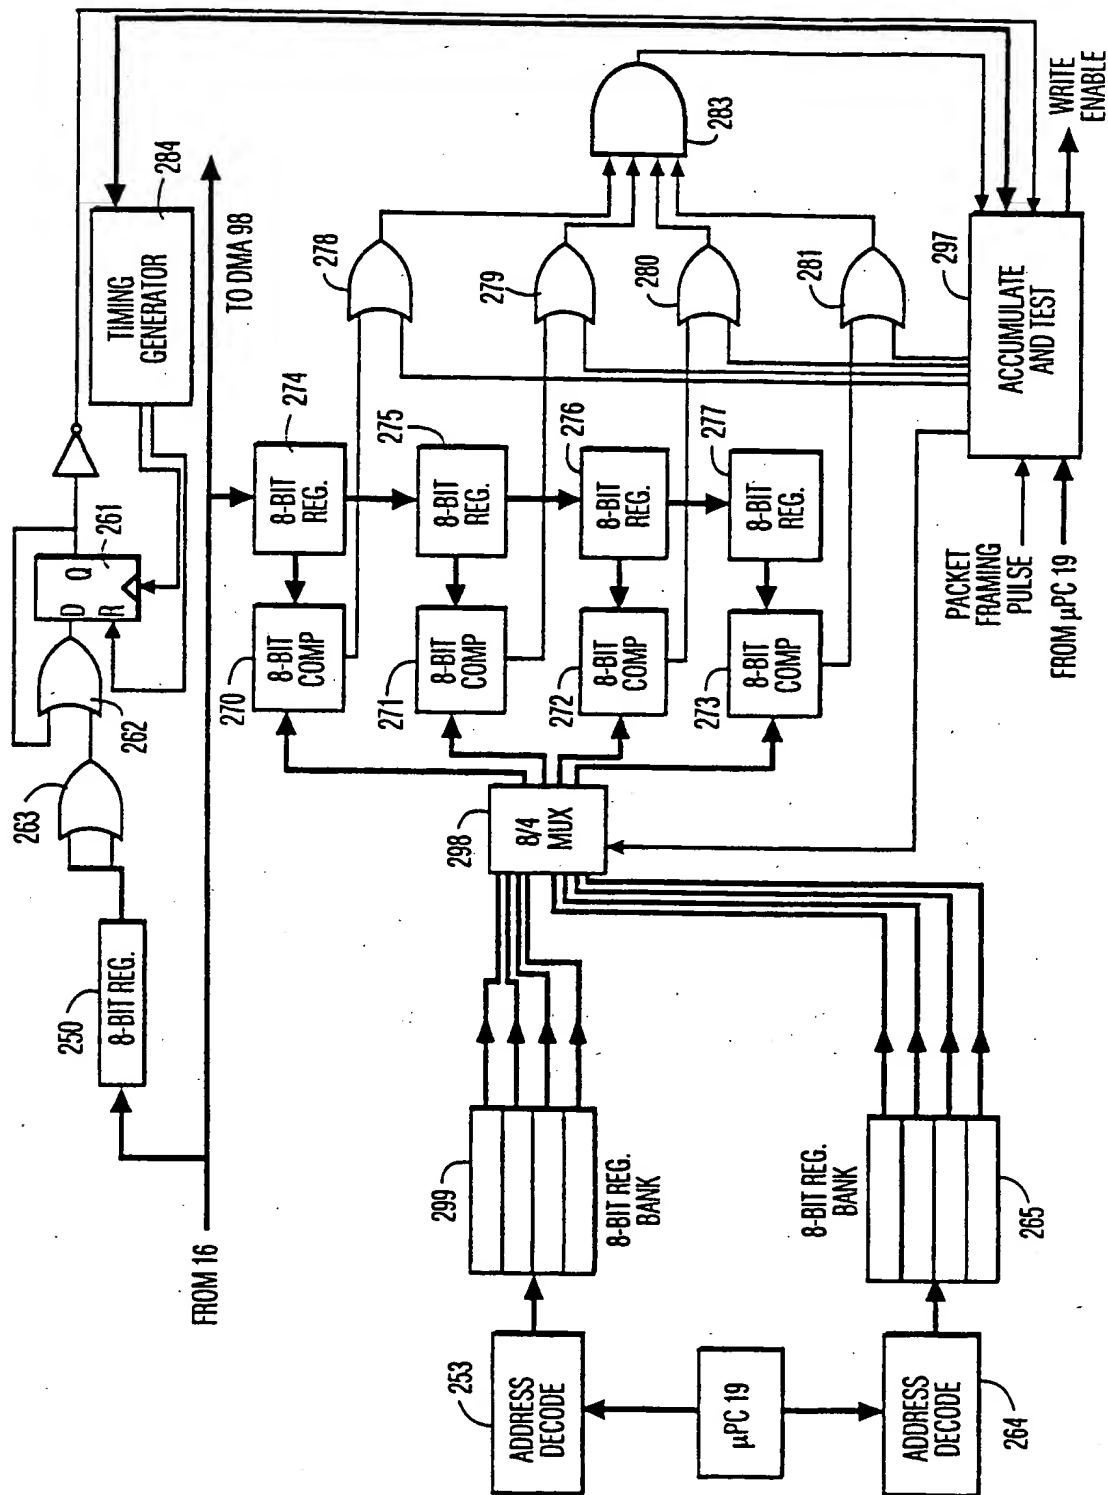 FROM 16
250
8-BIT REG.
263
262
D Q
R
261
TIMING
GENERATOR
284
TO DMA 98
274
8-BIT
REG.
275
8-BIT
REG.
276
8-BIT
REG.
277
8-BIT
REG.
270
8-BIT
COMP
271
8-BIT
COMP
272
8-BIT
COMP
273
8-BIT
COMP
278
279
280
281
283
298
8/4
MUX
299
8-BIT REG.
BANK
8-BIT REG.
BANK
265
253
ADDRESS
DECODE
µPC 19
ADDRESS
DECODE
264
PACKET
FRAMING
PULSE
FROM µPC 19
ACCUMULATE
AND TEST
297
WRITE
ENABLE